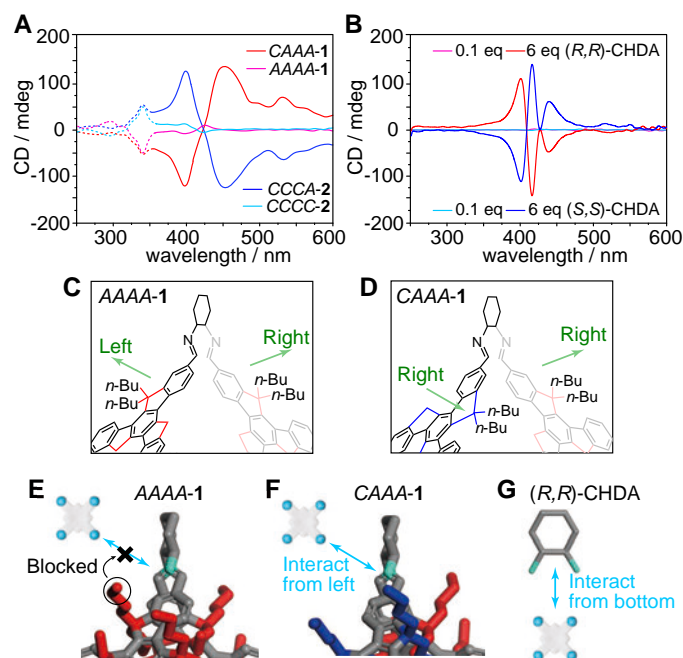 A
200
100
0
-100
-200
CD / mdeg
CAAA-1
AAAA-1
CCCA-2
CCCC-2
300
400
500
600
wavelength / nm
B
200
100
0
-100
-200
CD / mdeg
0.1 eq
6 eq (R,R)-CHDA
0.1 eq
6 eq (S,S)-CHDA
300
400
500
600
wavelength / nm
C
AAAA-1
N
N
Left
Right
n-Bu
n-Bu
n-Bu
n-Bu
D
CAAA-1
N
N
Right
Right
n-Bu
n-Bu
n-Bu
n-Bu
E
AAAA-1
Blocked
F
CAAA-1
Interact
from left
G
(R,R)-CHDA
Interact
from bottom